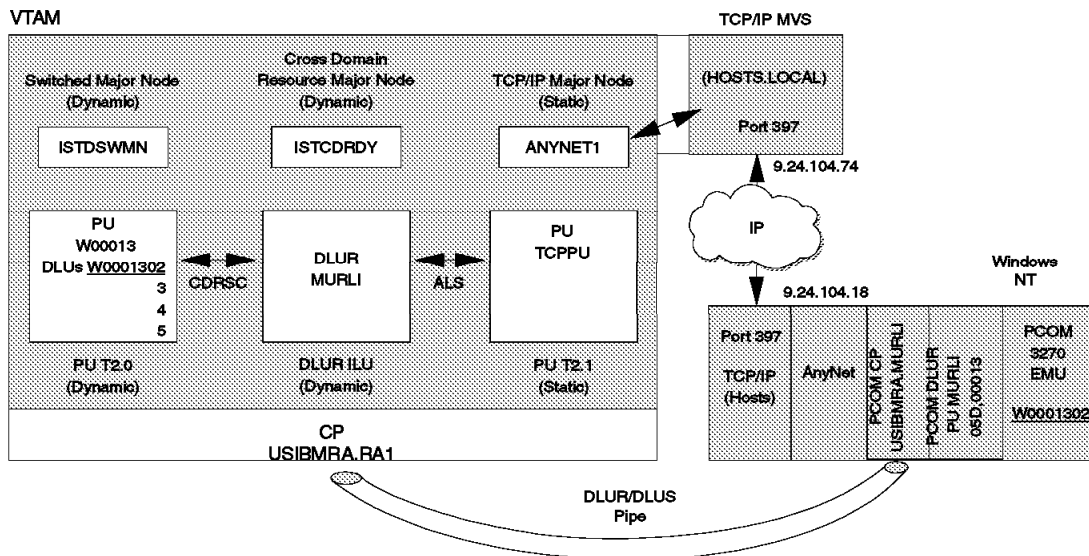 VTAM
TCP/IP MVS
Switched Major Node
(Dynamic)
Cross Domain
Resource Major Node
(Dynamic)
TCP/IP Major Node
(Static)
(HOSTS.LOCAL)
Port 397
ISTDSWMN
ISTCDRDY
ANYNET1
9.24.104.74
IP
PU
W00013
DLUs W0001302
3
4
5
CDRSC
DLUR
MURLI
ALS
PU
TCPPU
PU T2.0
(Dynamic)
DLUR ILU
(Dynamic)
PU T2.1
(Static)
CP
USIBMRA.RA1
9.24.104.18
Windows
NT
Port 397
TCP/IP
(Hosts)
AnyNet
PCOM CP
USIBMRA.MURLI
PCOM DLUR
PU MURLI
05D,00013
PCOM
3270
EMU
W0001302
DLUR/DLUS
Pipe